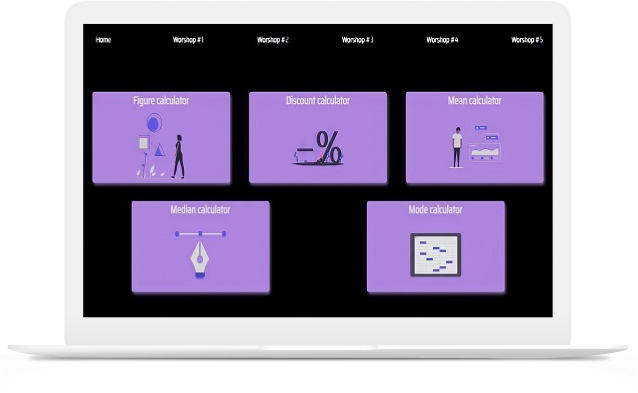 Home
Worshop #1
Worshop #2
Worshop #3
Worshop #4
Worshop #5
Figure calculator
Discount calculator
Mean calculator
-%
Median calculator
Mode calculator